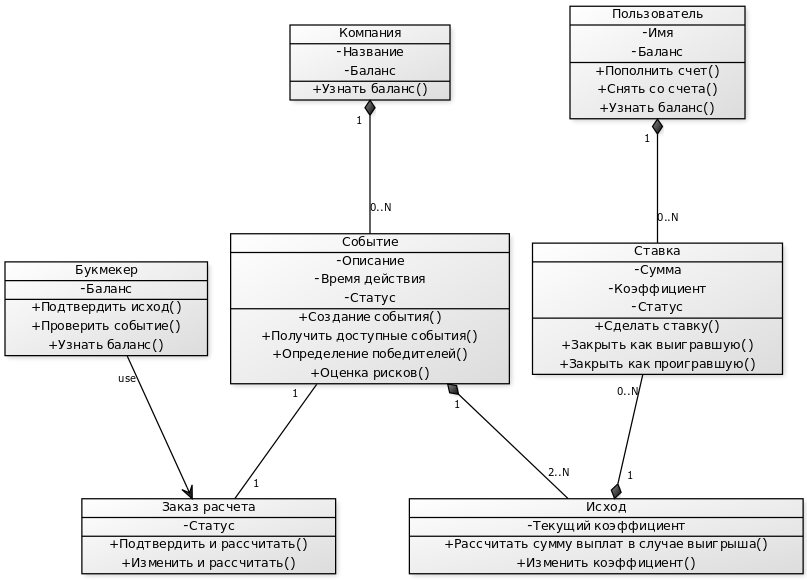 Компания
-Название
-Баланс
+Узнать баланс()
1
0..N
Пользователь
-Имя
-Баланс
+Пополнить счет()
+Снять со счета()
+Узнать баланс()
1
0..N
Букмекер
-Баланс
+Подтвердить исход()
+Проверить событие()
+Узнать баланс()
use
Событие
-Описание
-Время действия
-Статус
+Создание события()
+Получить доступные события()
+Определение победителей()
+Оценка рисков()
1
1
1
2..N
Ставка
-Сумма
-Коэффициент
-Статус
+Сделать ставку()
+Закрыть как выигравшую()
+Закрыть как проигравшую()
0..N
1
Заказ расчета
-Статус
+Подтвердить и рассчитать()
+Изменить и рассчитать()
Исход
-Текущий коэффициент
+Рассчитать сумму выплат в случае выигрыша()
+Изменить коэффициент()